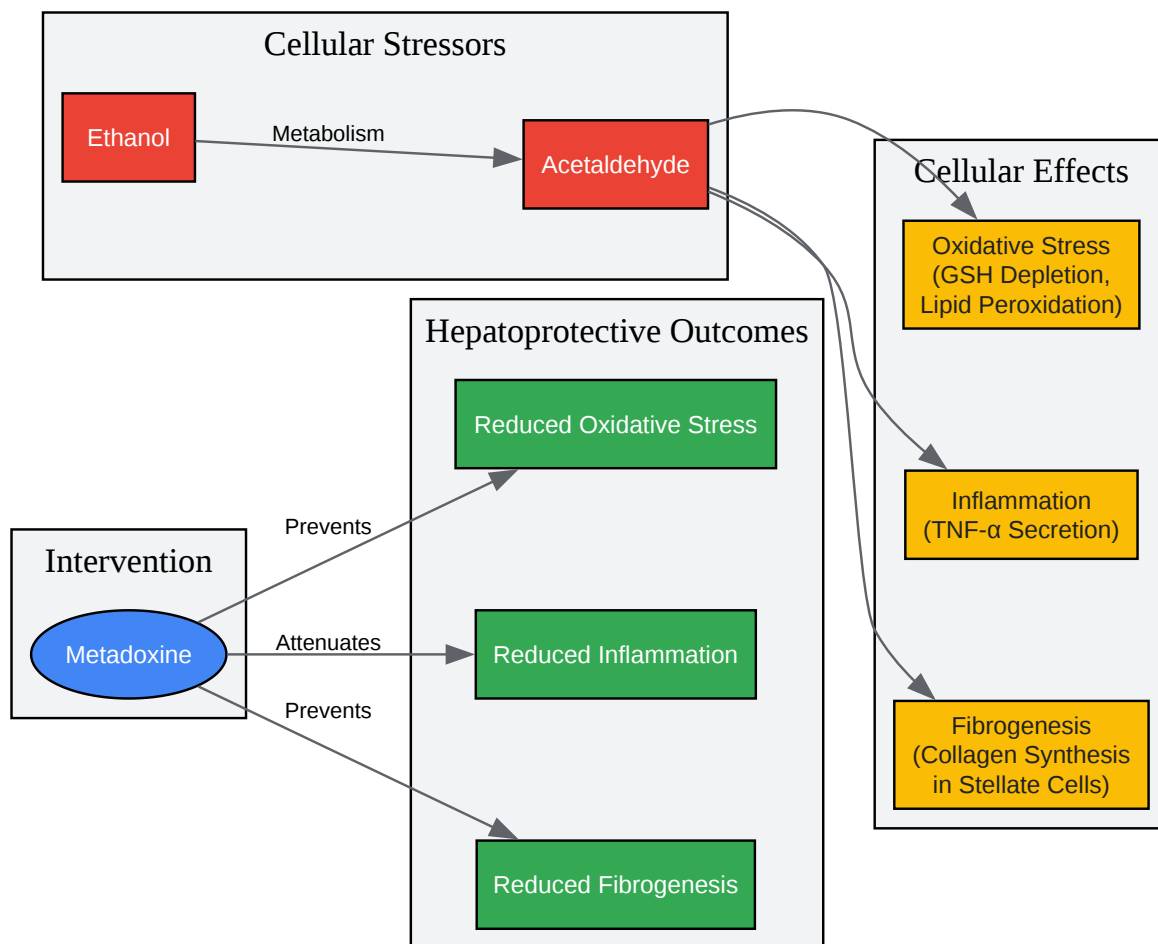 Cellular Stressors
Ethanol
Metabolism
Acetaldehyde
Cellular Effects
Oxidative Stress
(GSH Depletion,
Lipid Peroxidation)
Inflammation
(TNF-α Secretion)
Fibrogenesis
(Collagen Synthesis
in Stellate Cells)
Hepatoprotective Outcomes
Reduced Oxidative Stress
Reduced Inflammation
Reduced Fibrogenesis
Intervention
Metadoxine
Prevents
Attenuates
Prevents